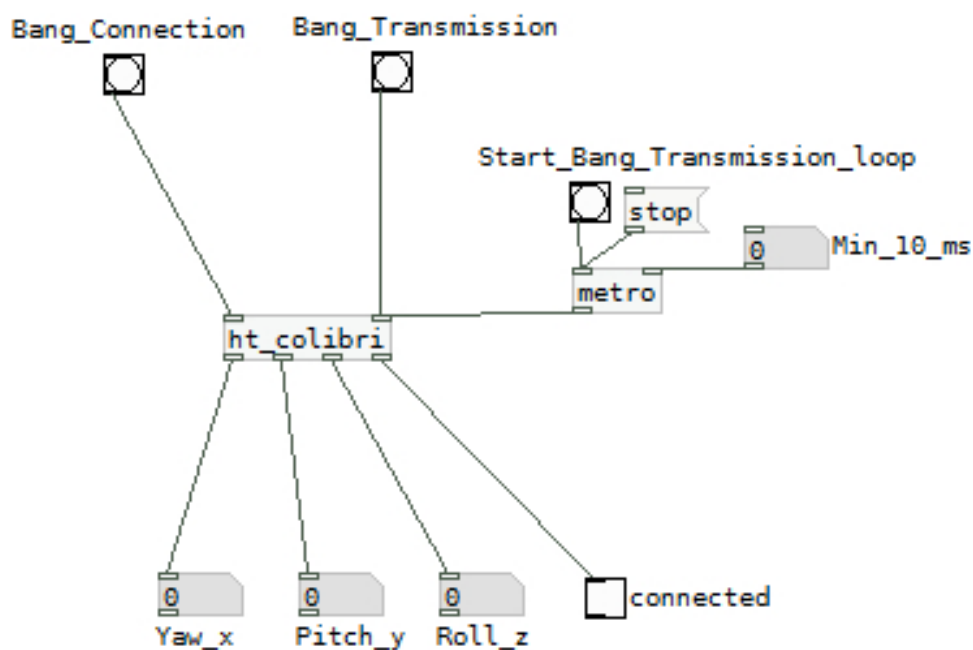 Bang_Connection
Bang_Transmission
Start_Bang_Transmission_loop
stop
0
Min_10_ms
metro
ht_colibri
0
0
0
connected
Yaw_x
Pitch_y
Roll_z